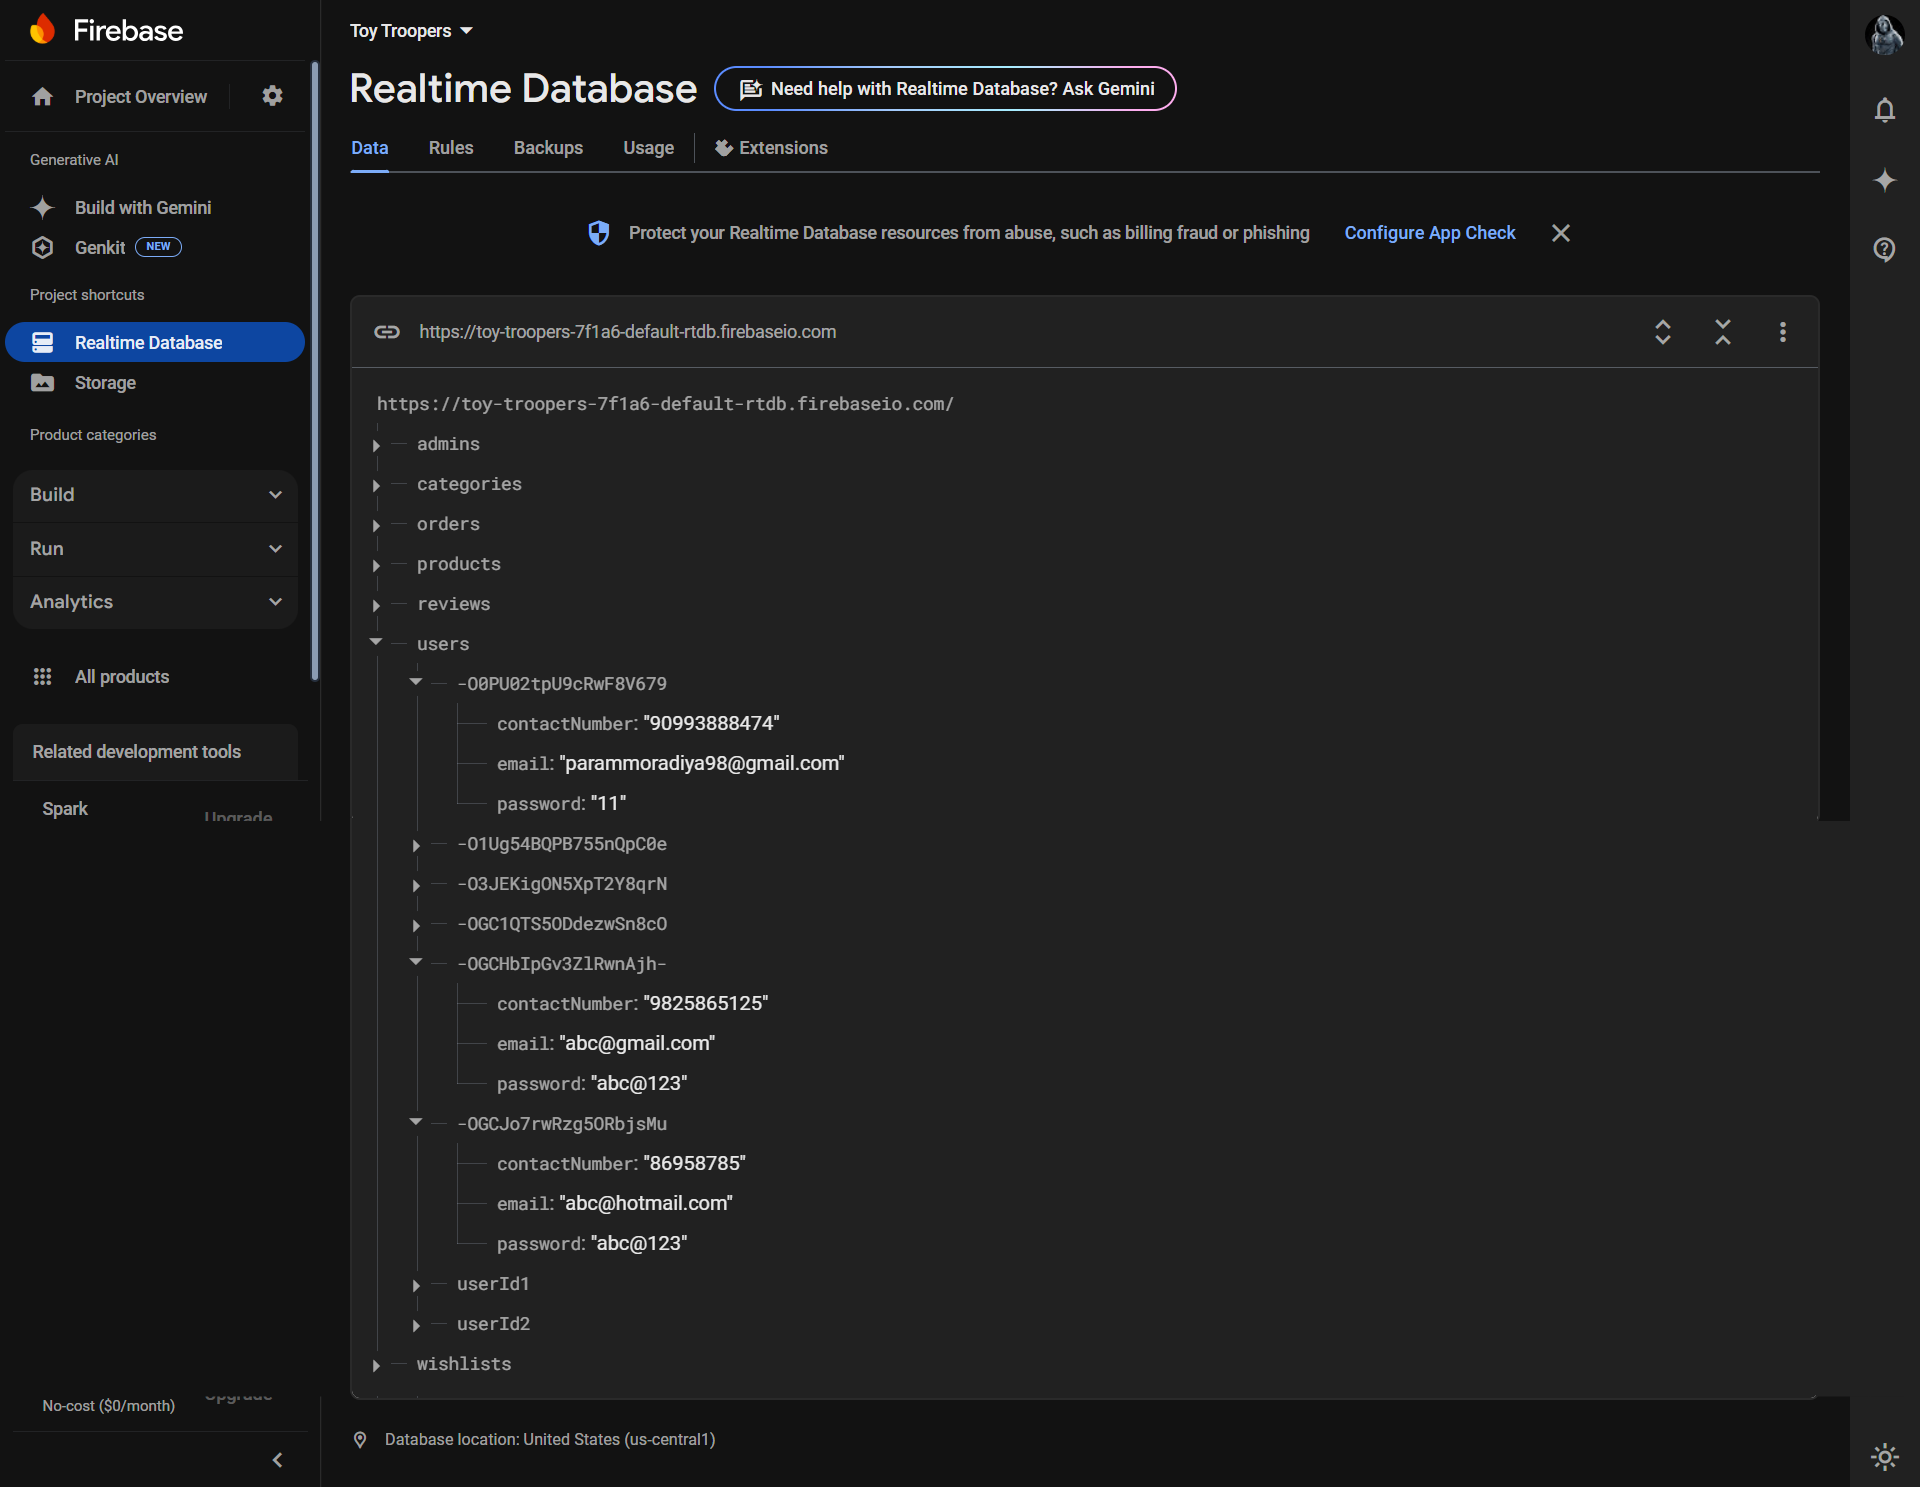 Firebase
Project Overview
Generative AI
Build with Gemini
Genkit NEW
Project shortcuts
Realtime Database
Storage
Product categories
Build
Run
Analytics
All products
Related development tools
Spark
Upgrade
No-cost ($0/month)
Upgrade
Toy Troopers
Realtime Database
Need help with Realtime Database? Ask Gemini
Data Rules Backups Usage Extensions
Protect your Realtime Database resources from abuse, such as billing fraud or phishing Configure App Check
https://toy-troopers-7f1a6-default-rtdb.firebaseio.com
https://toy-troopers-7f1a6-default-rtdb.firebaseio.com/
admins
categories
orders
products
reviews
users
-O0PU02tpU9cRwF8V679
contactNumber: "90993888474"
email: "parammoradiya98@gmail.com"
password: "11"
-O1Ug54BQPB755nQpC0e
-O3JEKigON5XpT2Y8qrN
-OGC1QTS5ODdezwSn8cO
-OGCHbIpGv3ZlRwnAjh-
contactNumber: "9825865125"
email: "abc@gmail.com"
password: "abc@123"
-OGCJo7rwRzg5ORbjsMu
contactNumber: "86958785"
email: "abc@hotmail.com"
password: "abc@123"
userId1
userId2
wishlists
Database location: United States (us-central1)